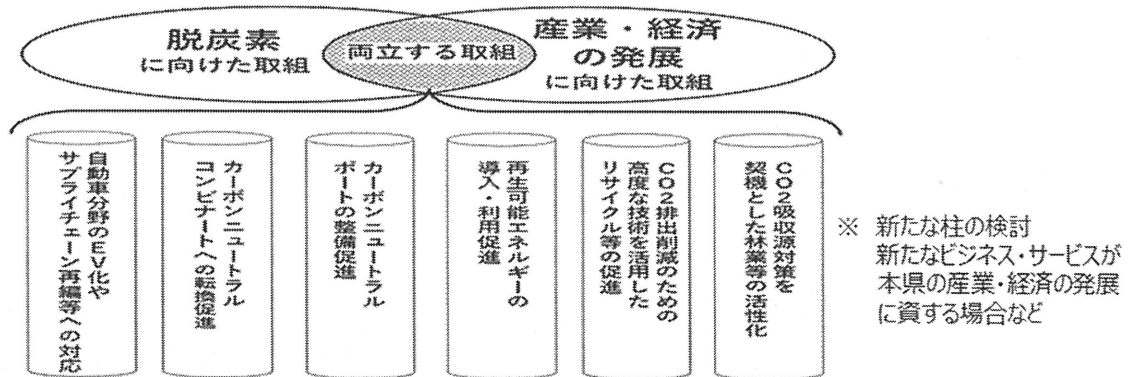 脱炭素
に向けた取組
両立する取組
産業・経済
の発展
に向けた取組
自動車分野のEV化や
サプライチェーン再編等への対応
カーボンニュートラル
コンビナートへの転換促進
カーボンニュートラル
ポートの整備促進
再生可能エネルギーの
導入・利用促進
CO2排出削減のための
高度な技術を活用した
リサイクル等の促進
CO2吸収源対策を
契機とした林業等の活性化
※ 新たな柱の検討
新たなビジネス・サービスが
本県の産業・経済の発展
に資する場合など